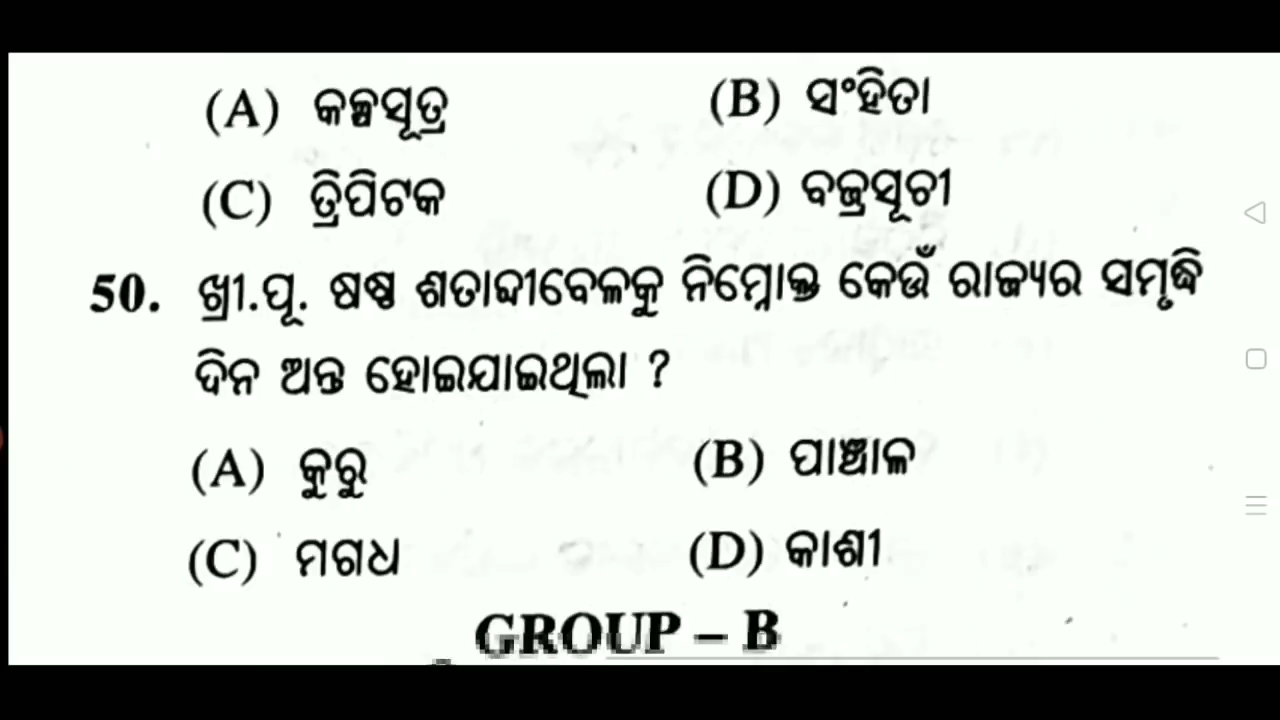 (A) କଳ୍ପସୂତ୍ର (B) ସଂହିତା
(C) ତ୍ରିପିଟକ (D) ବଜ୍ରସୂଚୀ
50. ଖ୍ରୀ.ପୂ. ଷଷ୍ଠ ଶତାବ୍ଦୀବେଳକୁ ନିମ୍ନୋକ୍ତ କେଉଁ ରାଜ୍ୟର ସମୃଦ୍ଧି
ଦିନ ଅନ୍ତ ହୋଇଯାଇଥିଲା ?
(A) କୁରୁ (B) ପାଞ୍ଚାଳ
(C) ମଗଧ (D) କାଶୀ
GROUP – B